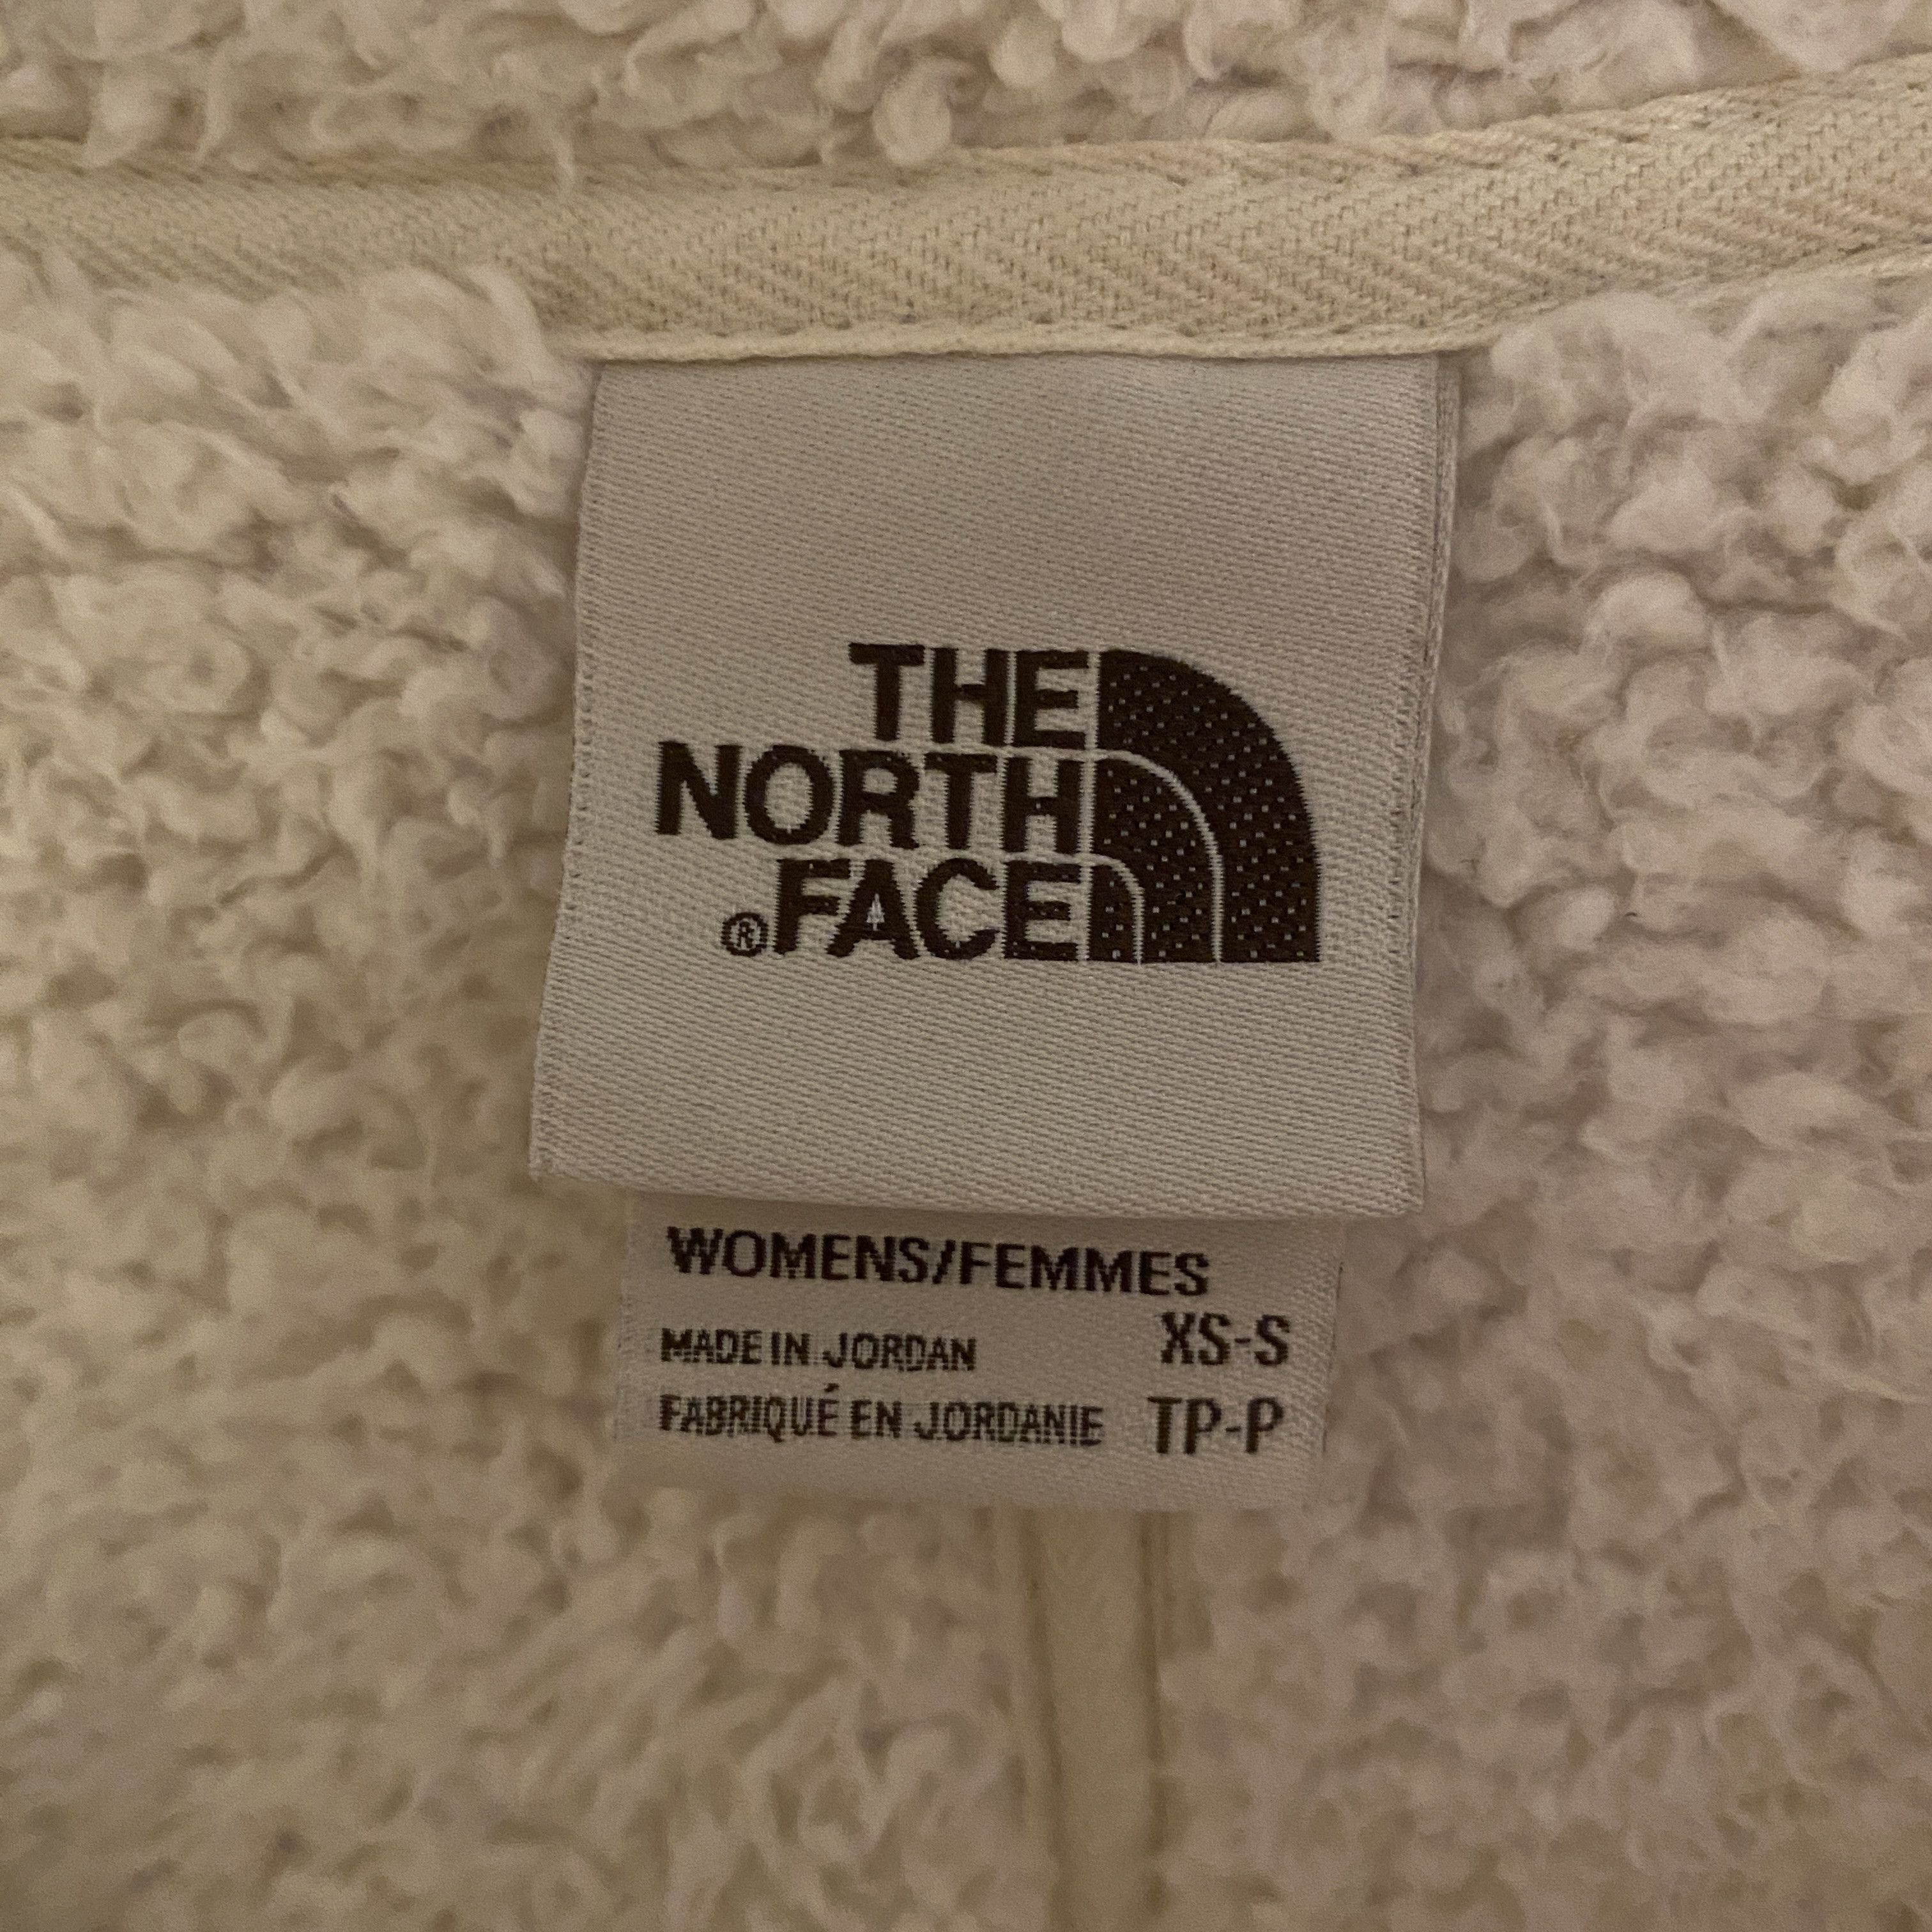 THE
NORTH
®FACE
WOMENS/FEMMES
XS-S
MADE IN JORDAN
FABRIQUÉ EN JORDANIE TP-P